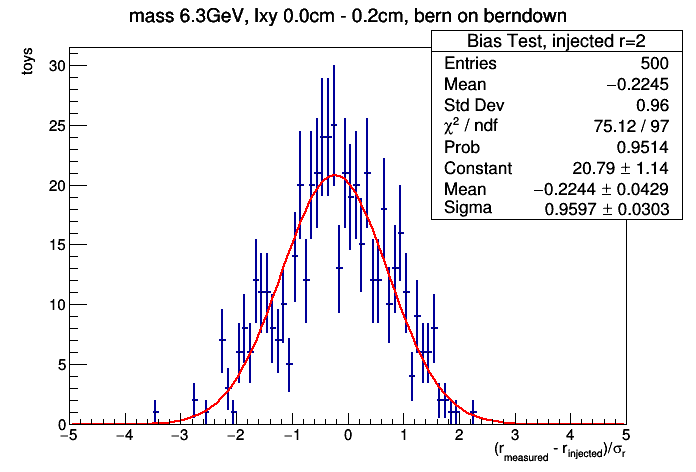 mass 6.3GeV, lxy 0.0cm - 0.2cm, bern on berndown
toys
Bias Test, injected r=2
Entries 500
Mean −0.2245
Std Dev 0.96
χ² / ndf 75.12 / 97
Prob 0.9514
Constant 20.79 ± 1.14
Mean −0.2244 ± 0.0429
Sigma 0.9597 ± 0.0303
30
25
20
15
10
5
0
−5 −4 −3 −2 −1 0 1 2 3 4 5
(r_measured - r_injected)/σ_r